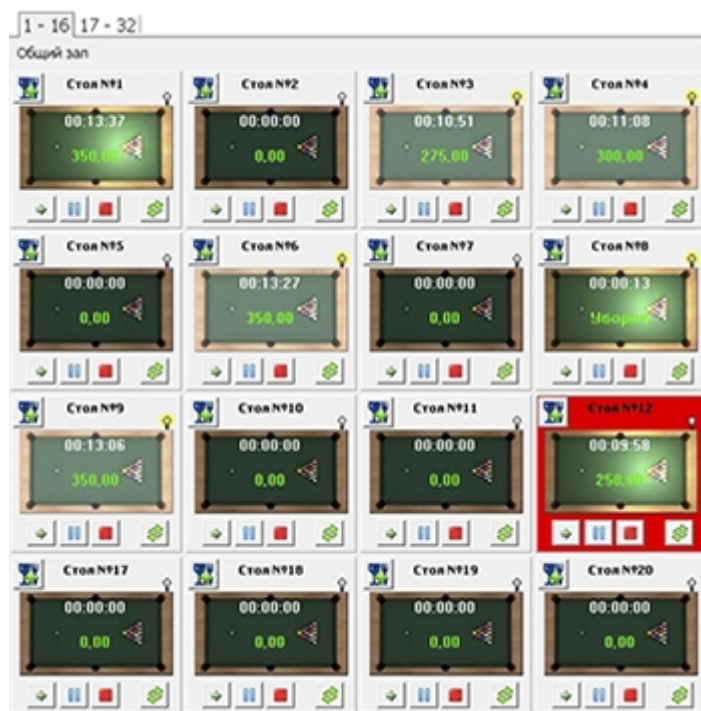 1 - 16 17 - 32
Общий зал
Стол №1 Стол №2 Стол №3 Стол №4
00:13:37 00:00:00 00:10:51 00:11:08
350,00 0,00 275,00 300,00
Стол №5 Стол №6 Стол №7 Стол №8
00:00:00 00:13:27 00:00:00 00:00:13
0,00 350,00 0,00 Уборка
Стол №9 Стол №10 Стол №11 Стол №12
00:13:06 00:00:00 00:00:00 00:09:58
350,00 0,00 0,00 250,00
Стол №17 Стол №18 Стол №19 Стол №20
00:00:00 00:00:00 00:00:00 00:00:00
0,00 0,00 0,00 0,00